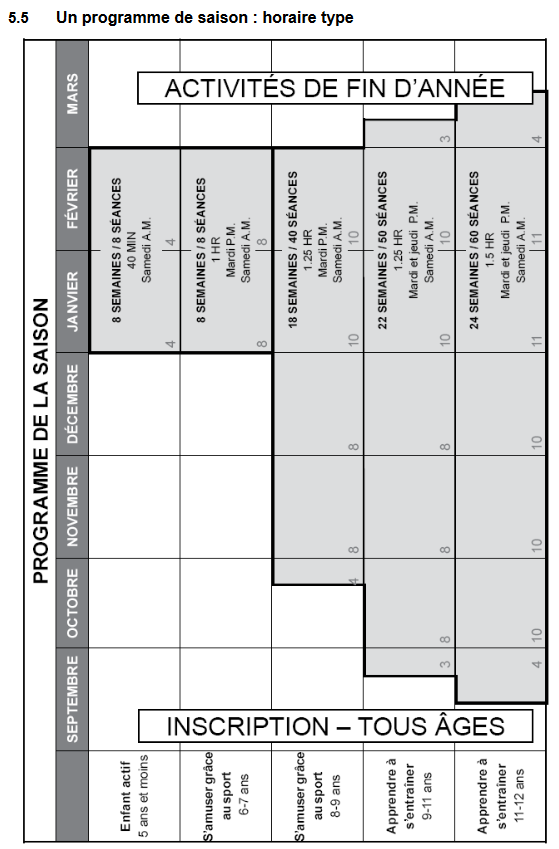 5.5 Un programme de saison : horaire type
PROGRAMME DE LA SAISON
SEPTEMBRE
OCTOBRE
NOVEMBRE
DÉCEMBRE
JANVIER
FÉVRIER
MARS
INSCRIPTION – TOUS ÂGES
ACTIVITÉS DE FIN D'ANNÉE
Enfant actif
5 ans et moins
8 SEMAINES / 8 SÉANCES
40 MIN
Samedi A.M.
4
4
S'amuser grâce
au sport
6-7 ans
8 SEMAINES / 8 SÉANCES
1 HR
Mardi P.M.
Samedi A.M.
8
8
S'amuser grâce
au sport
8-9 ans
18 SEMAINES / 40 SÉANCES
1.25 HR
Mardi P.M.
Samedi A.M.
4
8
8
10
10
Apprendre à
s'entraîner
9-11 ans
22 SEMAINES / 50 SÉANCES
1.25 HR
Mardi et jeudi P.M.
Samedi A.M.
3
8
8
8
10
10
3
Apprendre à
s'entraîner
11-12 ans
24 SEMAINES / 60 SÉANCES
1.5 HR
Mardi et jeudi P.M.
Samedi A.M.
4
10
10
10
11
11
4